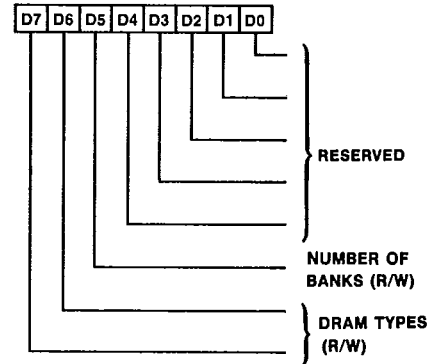 D7 D6 D5 D4 D3 D2 D1 D0
RESERVED
NUMBER OF
BANKS (R/W)
DRAM TYPES
(R/W)